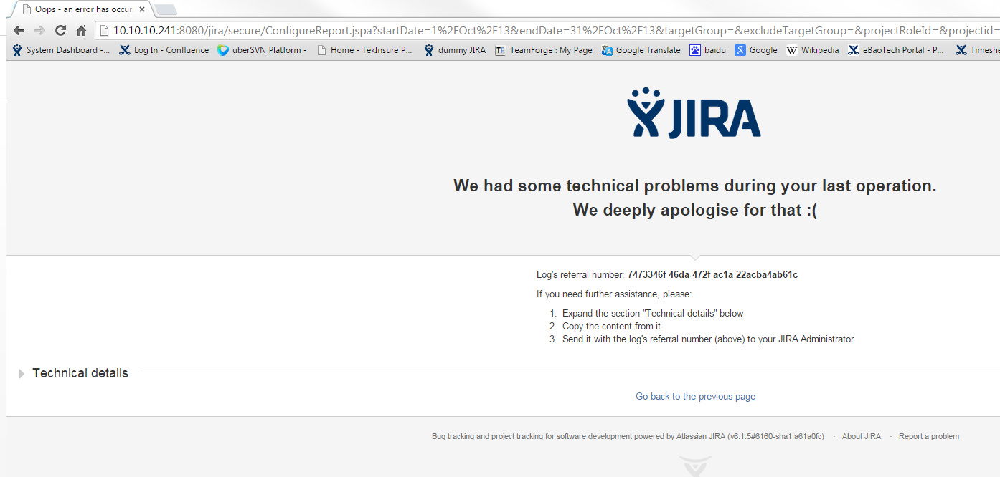 Oops - an error has occur
10.10.10.241:8080/jira/secure/ConfigureReport.jspa?startDate=1%2FOct%2F13&endDate=31%2FOct%2F13&targetGroup=&excludeTargetGroup=&projectRoleId=&projectid=
System Dashboard -... Log In - Confluence uberSVN Platform - Home - TekInsure P... dummy JIRA TeamForge : My Page Google Translate baidu Google Wikipedia eBaoTech Portal - P... Timeshe
JIRA
We had some technical problems during your last operation.
We deeply apologise for that :(
Log's referral number: 7473346f-46da-472f-ac1a-22acba4ab61c
If you need further assistance, please:
1. Expand the section "Technical details" below
2. Copy the content from it
3. Send it with the log's referral number (above) to your JIRA Administrator
Technical details
Go back to the previous page
Bug tracking and project tracking for software development powered by Atlassian JIRA (v6.1.5#6160-sha1:a61a0fc) · About JIRA · Report a problem